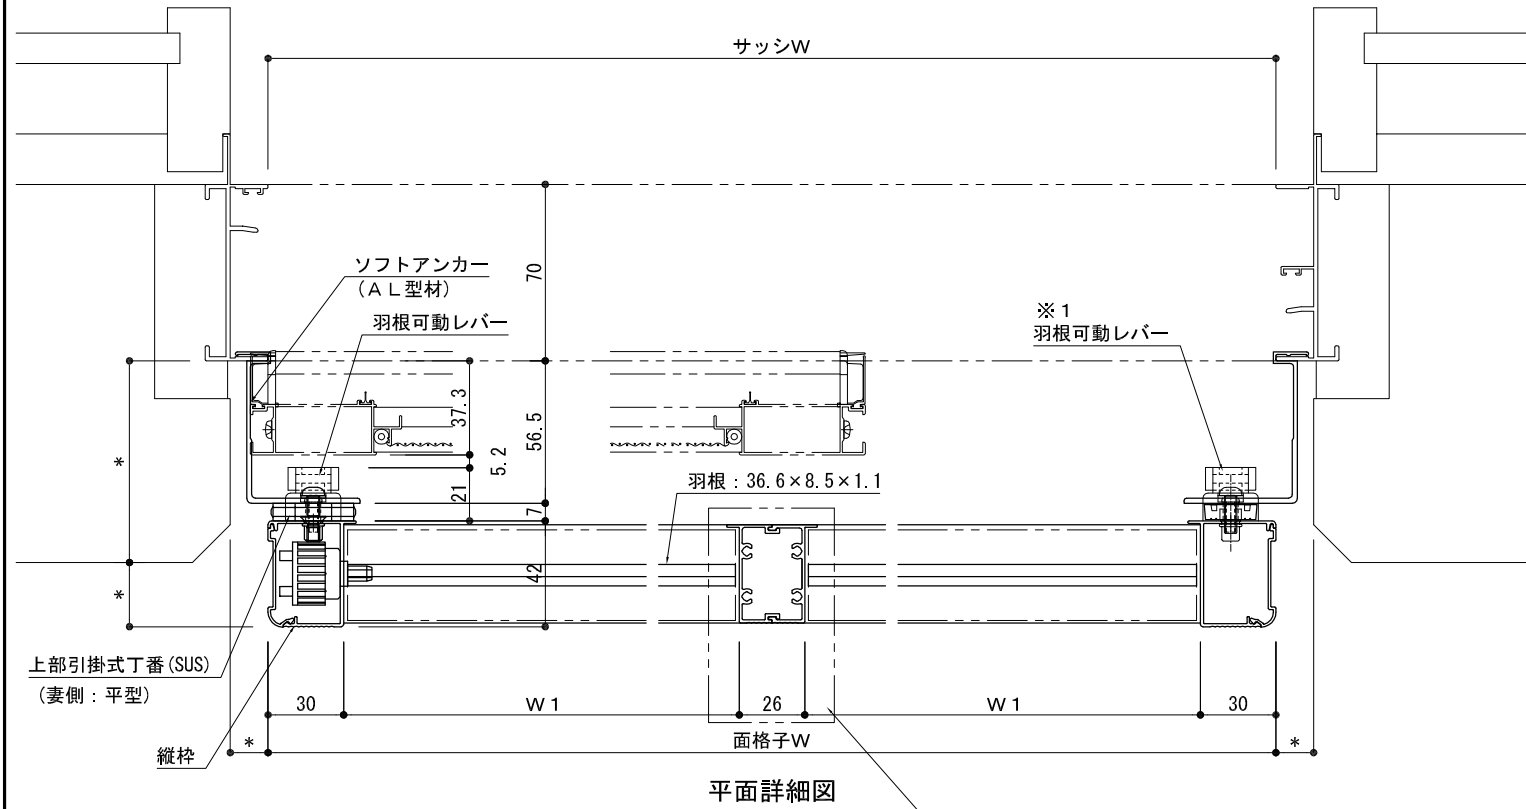 サッシW
ソフトアンカー
(AL型材)
羽根可動レバー
※1
羽根可動レバー
70
37.3
56.5
5.2
21
7
42
*
*
羽根：36.6×8.5×1.1
上部引掛式丁番(SUS)
(妻側：平型)
縦枠
30
W1
26
W1
30
*
面格子W
*
平面詳細図